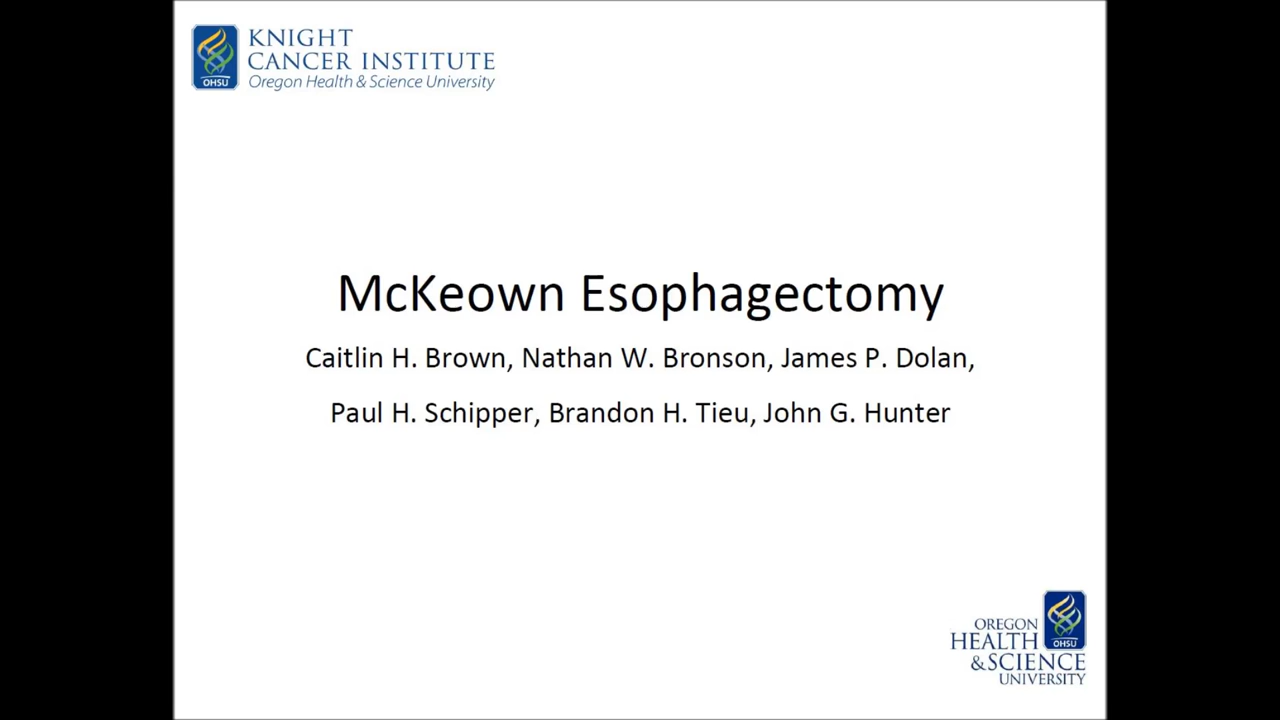 KNIGHT
CANCER INSTITUTE
Oregon Health & Science University
OHSU
McKeown Esophagectomy
Caitlin H. Brown, Nathan W. Bronson, James P. Dolan,
Paul H. Schipper, Brandon H. Tieu, John G. Hunter
OREGON
HEALTH
OHSU
&SCIENCE
UNIVERSITY